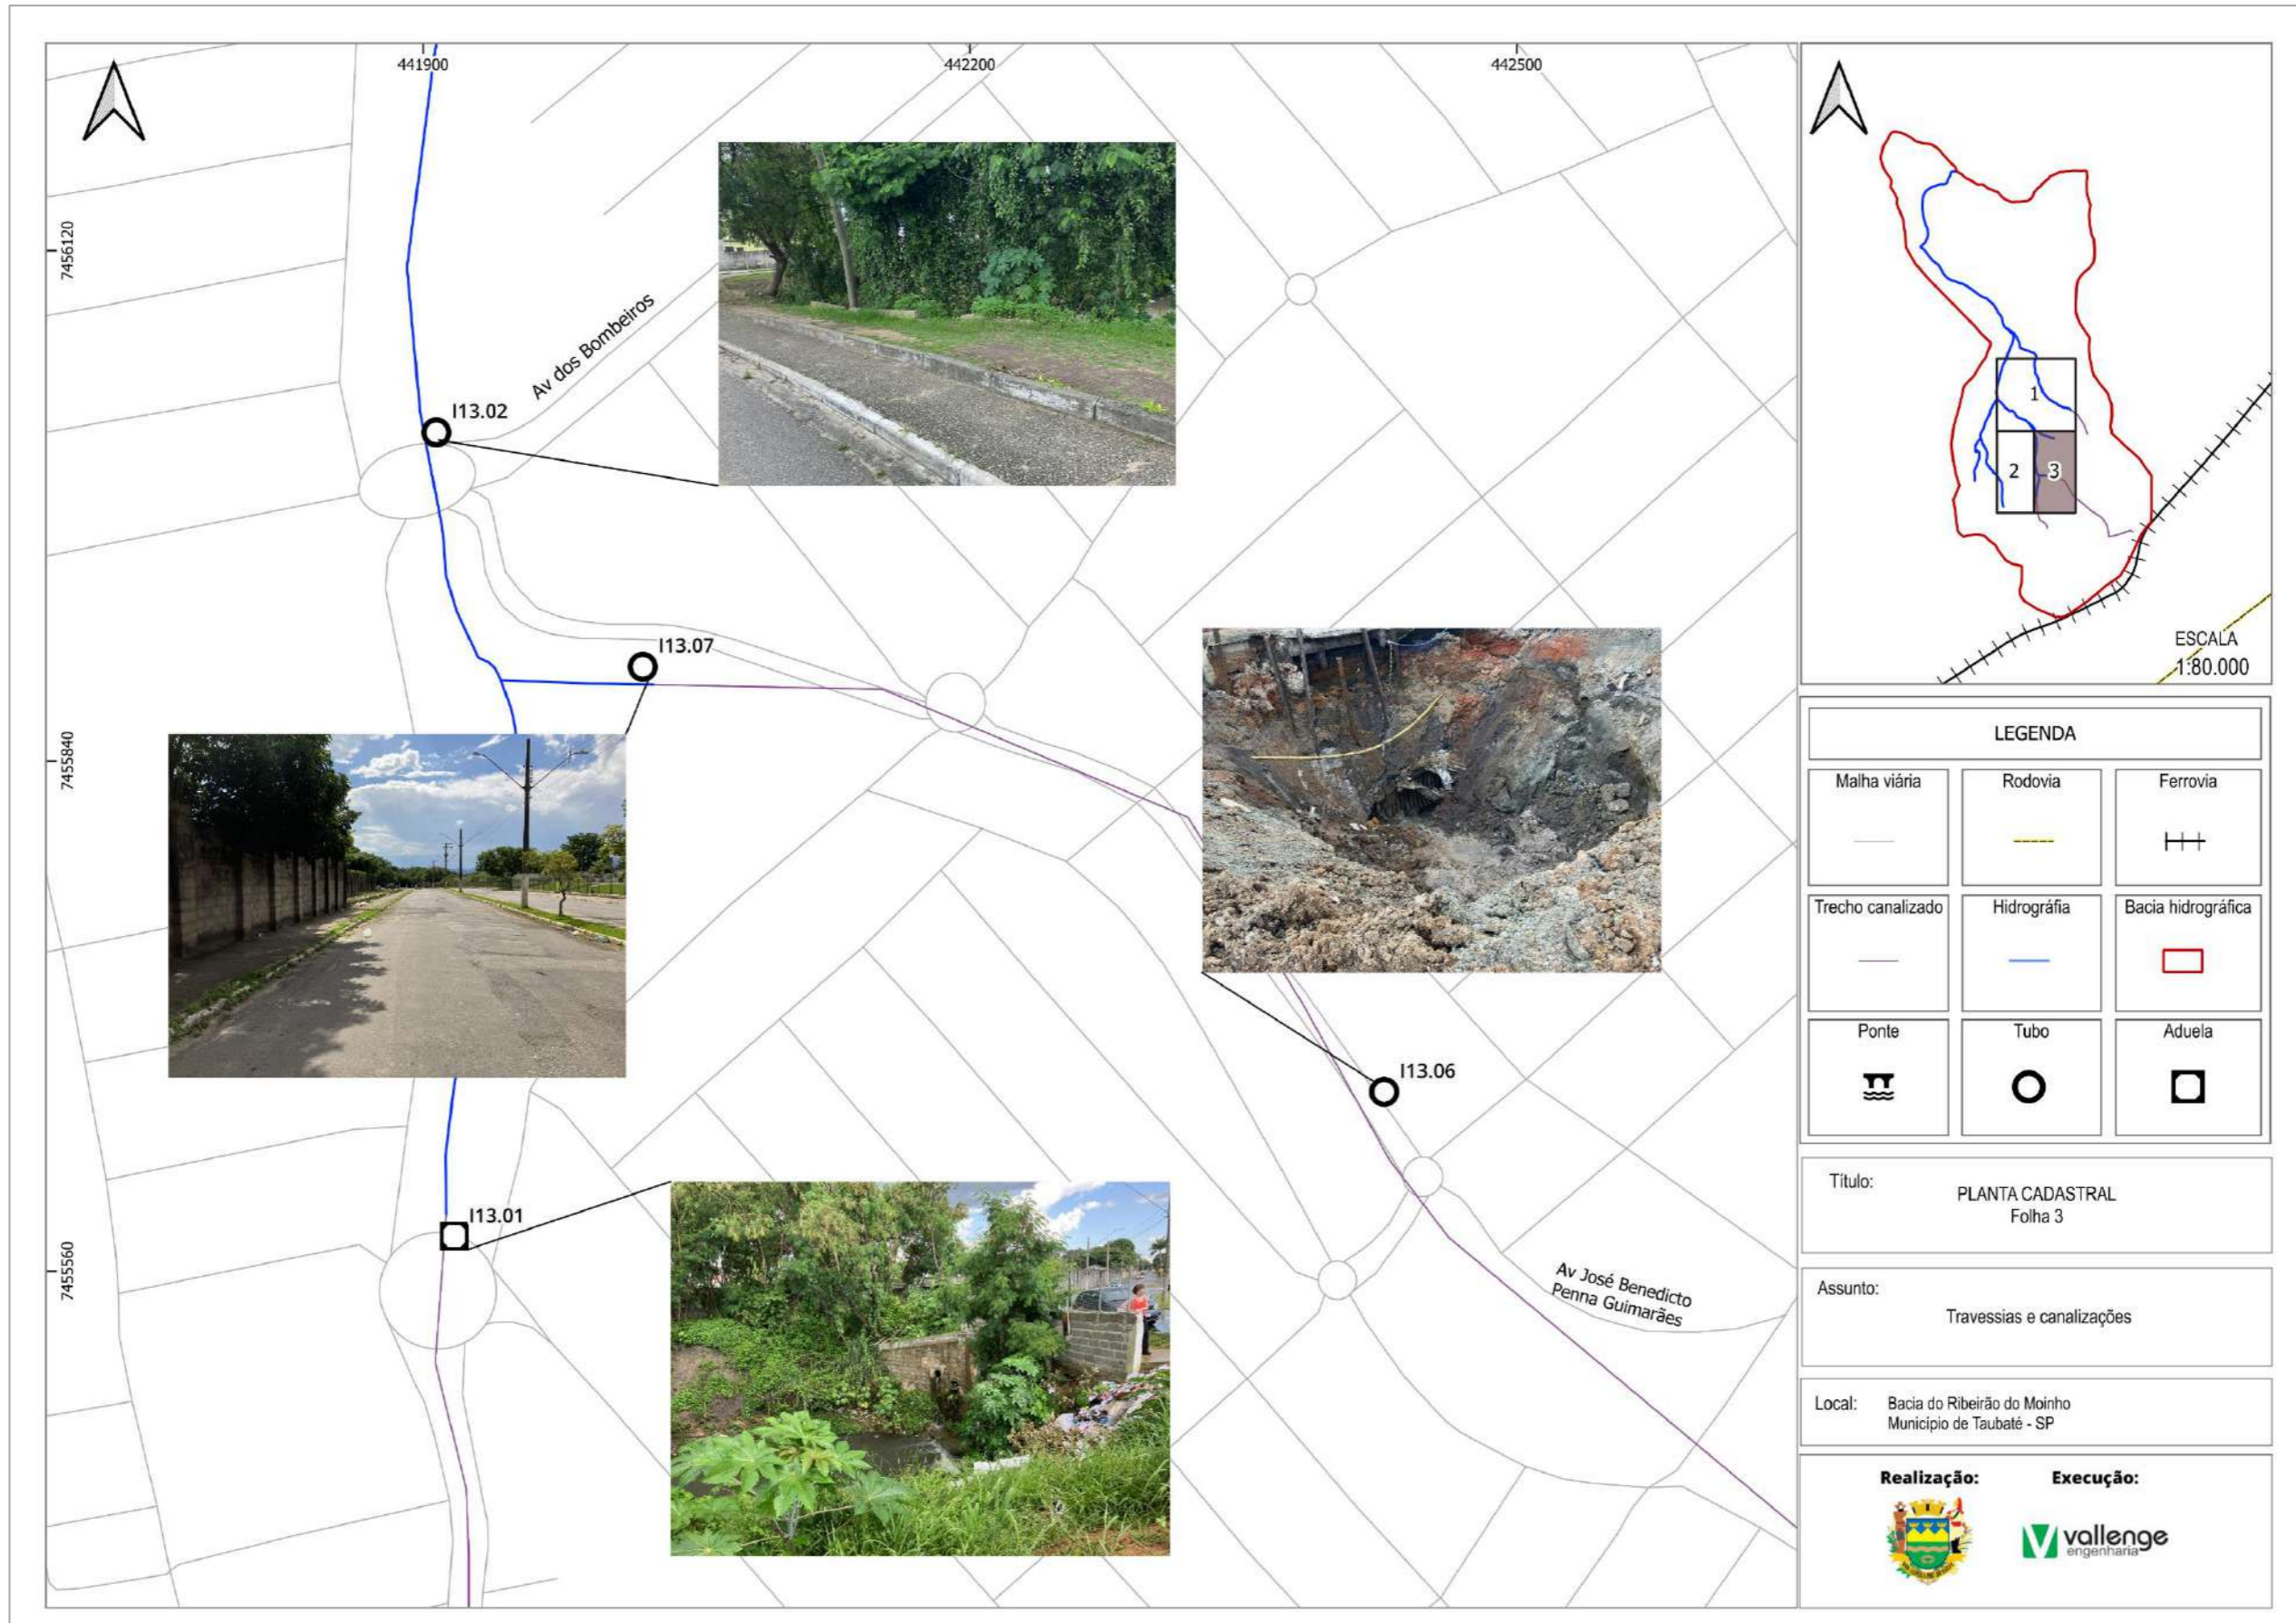 441900
442200
442500
7456120
7455840
7455560
Av dos Bombeiros
I13.02
I13.07
I13.06
I13.01
Av José Benedicto
Penna Guimarães
1
2
3
ESCALA
1:80.000
LEGENDA
Malha viária
Rodovia
Ferrovia
Trecho canalizado
Hidrográfia
Bacia hidrográfica
Ponte
Tubo
Aduela
Título:
PLANTA CADASTRAL
Folha 3
Assunto:
Travessias e canalizações
Local:
Bacia do Ribeirão do Moinho
Município de Taubaté - SP
Realização:
Execução:
vallenge
engenharia